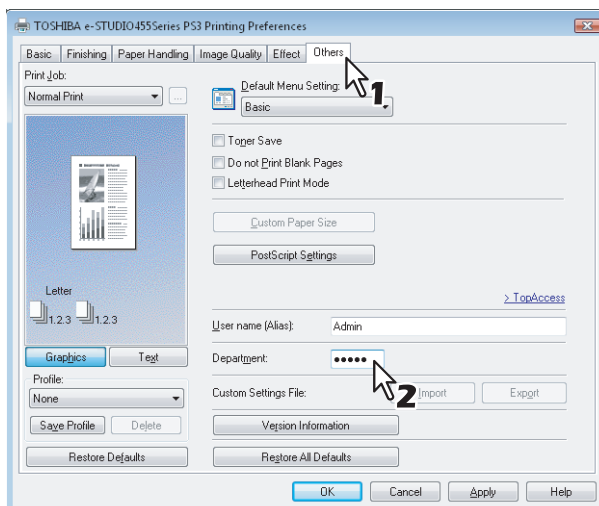 TOSHIBA e-STUDIO455Series PS3 Printing Preferences
Basic Finishing Paper Handling Image Quality Effect Others
1
Print Job:
Normal Print ...
Default Menu Setting:
Basic
Toner Save
Do not Print Blank Pages
Letterhead Print Mode
Custom Paper Size
PostScript Settings
Letter
1.2.3 1.2.3
> TopAccess
User name (Alias): Admin
Graphics Text
Department: •••••
2
Profile:
None
Custom Settings File: Import Export
Save Profile Delete
Version Information
Restore Defaults
Restore All Defaults
OK Cancel Apply Help